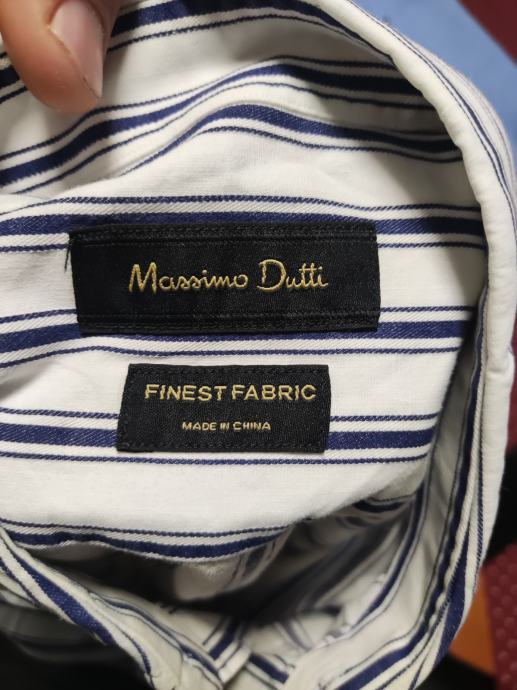 Massimo Dutti
FINEST FABRIC
MADE IN CHINA